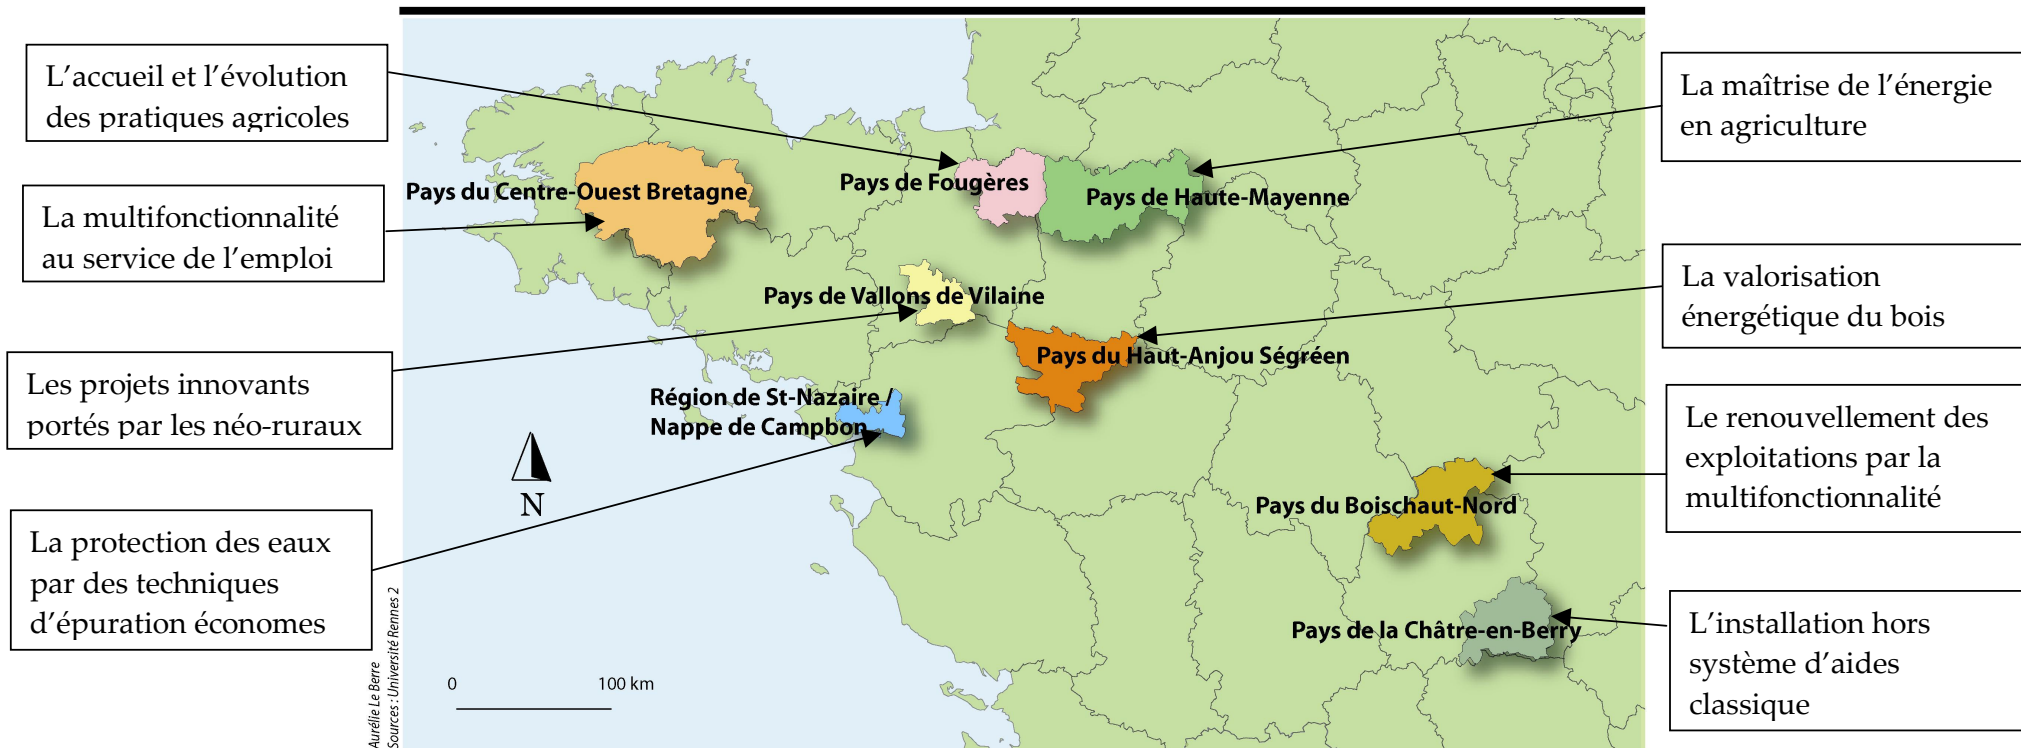 L'accueil et l'évolution
des pratiques agricoles
La multifonctionnalité
au service de l'emploi
Les projets innovants
portés par les néo-ruraux
La protection des eaux
par des techniques
d'épuration économes
Pays du Centre-Ouest Bretagne
Pays de Fougères
Pays de Haute-Mayenne
Pays de Vallons de Vilaine
Pays du Haut-Anjou Ségréen
Région de St-Nazaire /
Nappe de Campbon
Pays du Boischaut-Nord
Pays de la Châtre-en-Berry
N
0 100 km
Aurélie Le Berre
Sources : Université Rennes 2
La maîtrise de l'énergie
en agriculture
La valorisation
énergétique du bois
Le renouvellement des
exploitations par la
multifonctionnalité
L'installation hors
système d'aides
classique